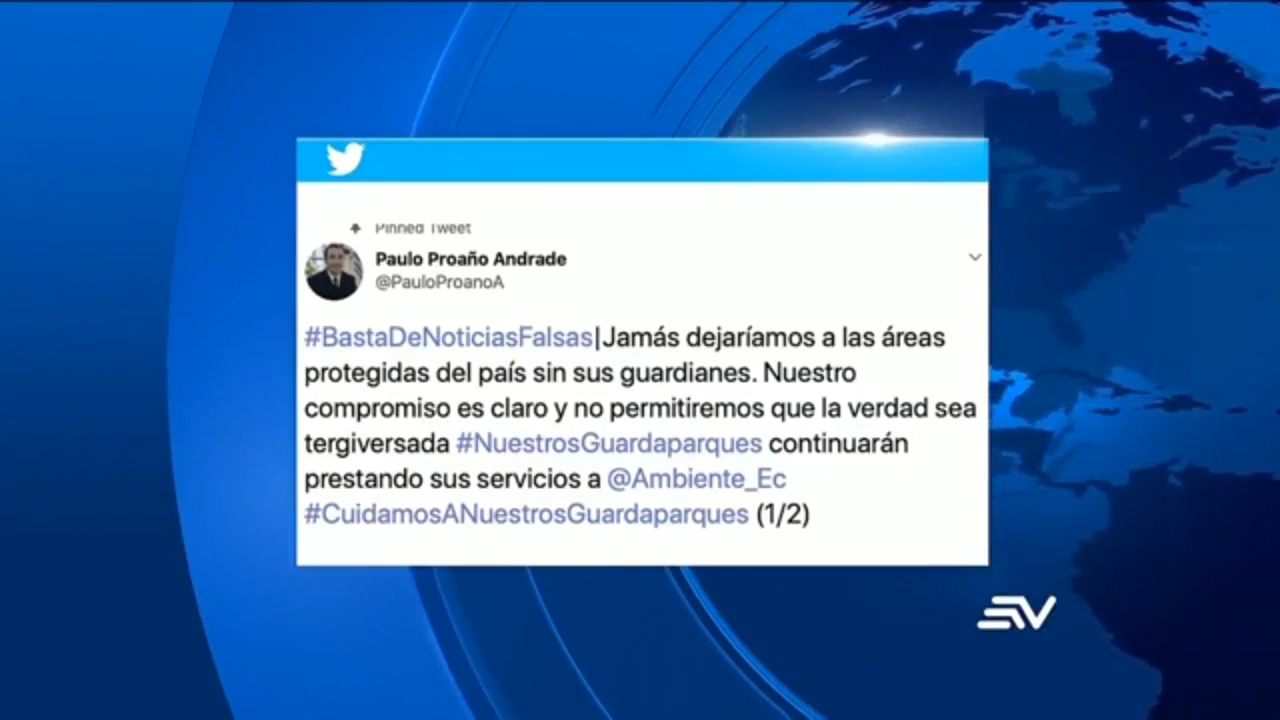 Pinned Tweet
Paulo Proaño Andrade
@PauloProanoA
#BastaDeNoticiasFalsas|Jamás dejaríamos a las áreas
protegidas del país sin sus guardianes. Nuestro
compromiso es claro y no permitiremos que la verdad sea
tergiversada #NuestrosGuardaparques continuarán
prestando sus servicios a @Ambiente_Ec
#CuidamosANuestrosGuardaparques (1/2)
EV